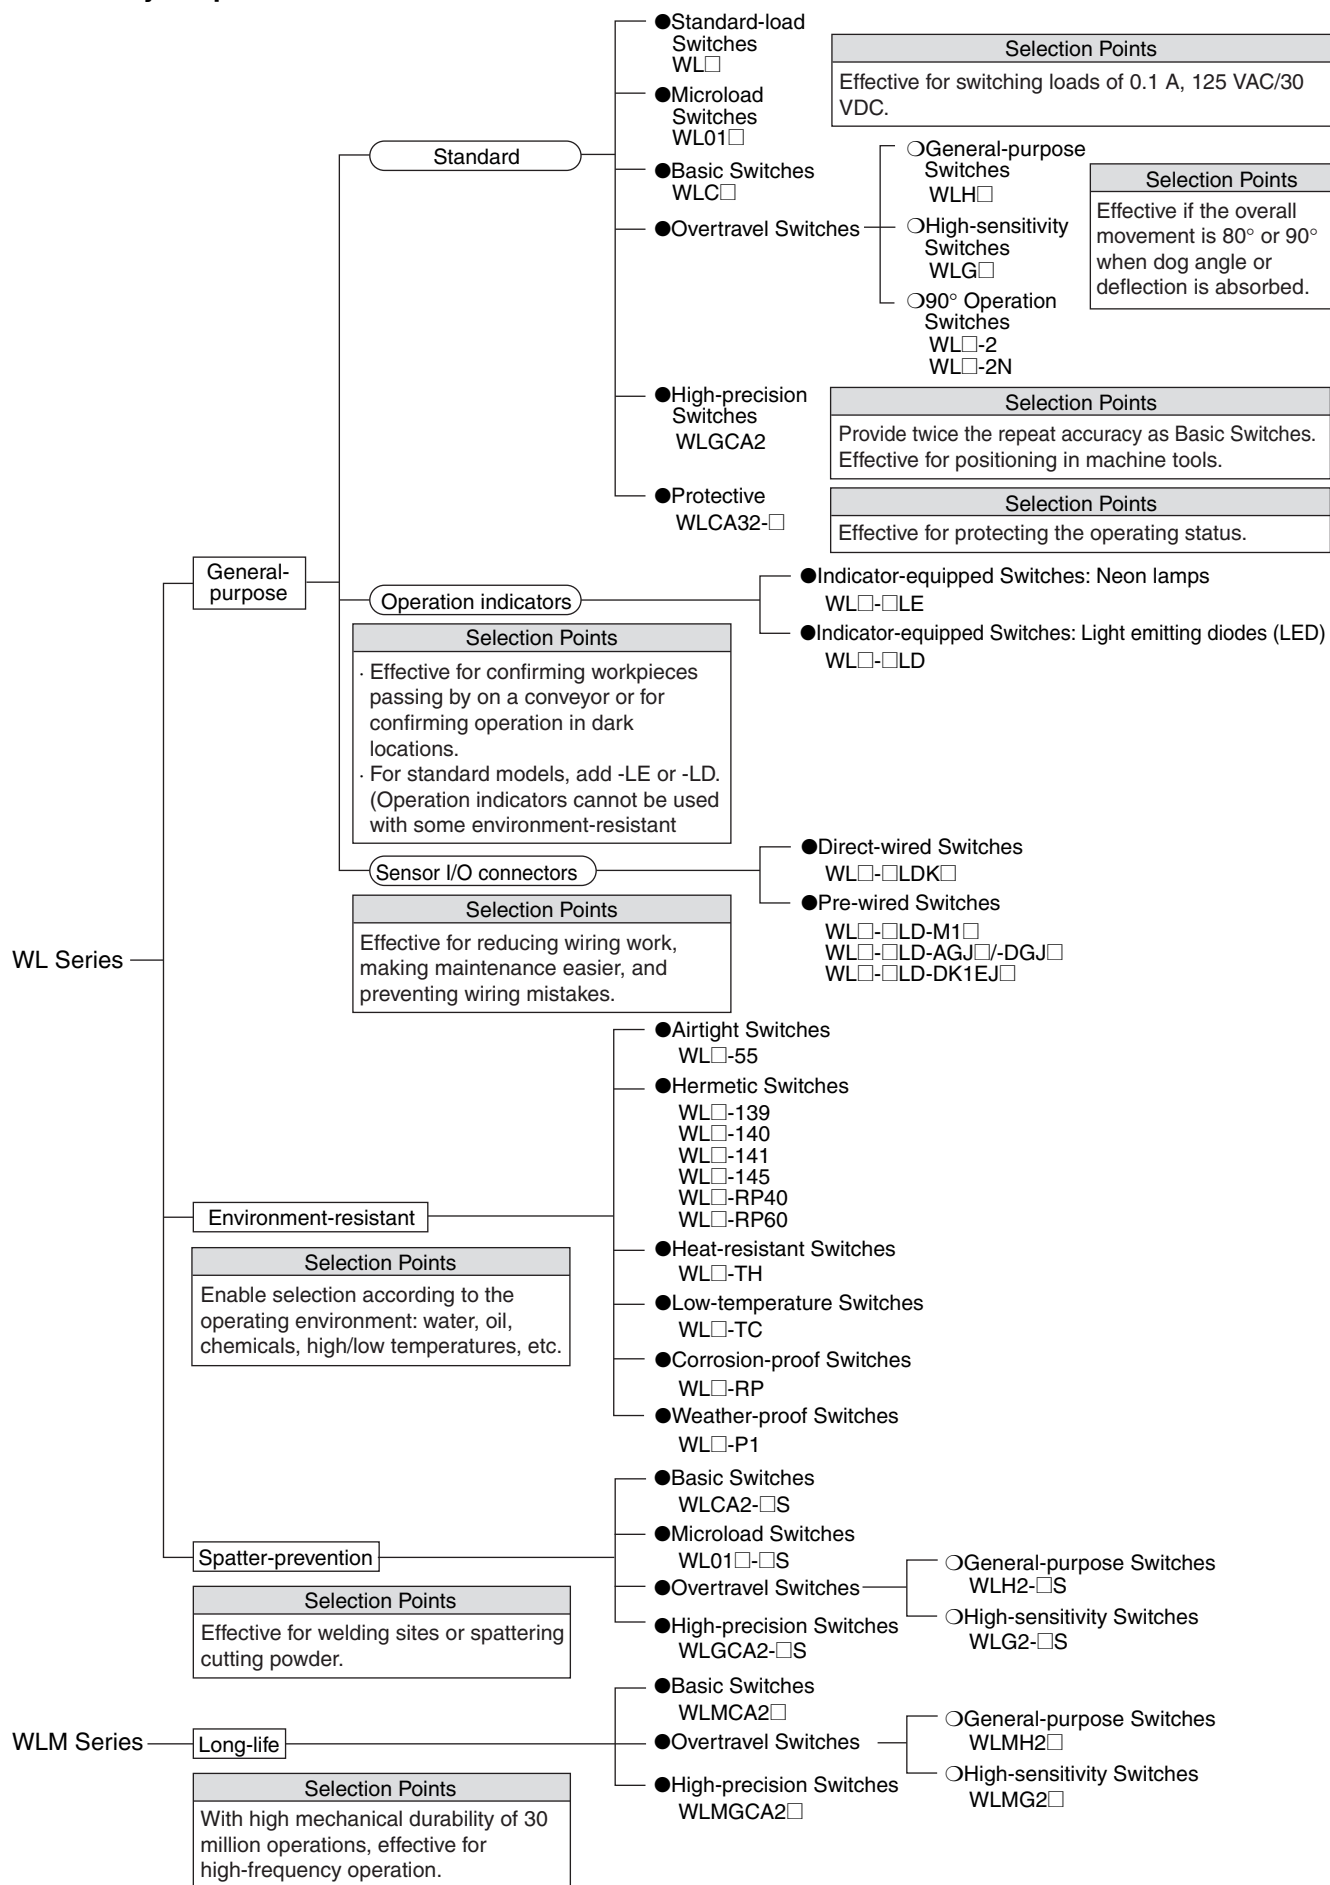 ●Standard-load
Switches
WL□
●Microload
Switches
WL01□
Selection Points
Effective for switching loads of 0.1 A, 125 VAC/30
VDC.
Standard
●Basic Switches
WLC□
●Overtravel Switches
❍General-purpose
Switches
WLH□
❍High-sensitivity
Switches
WLG□
❍90° Operation
Switches
WL□-2
WL□-2N
Selection Points
Effective if the overall
movement is 80° or 90°
when dog angle or
deflection is absorbed.
●High-precision
Switches
WLGCA2
Selection Points
Provide twice the repeat accuracy as Basic Switches.
Effective for positioning in machine tools.
●Protective
WLCA32-□
Selection Points
Effective for protecting the operating status.
General-
purpose
Operation indicators
●Indicator-equipped Switches: Neon lamps
WL□-□LE
●Indicator-equipped Switches: Light emitting diodes (LED)
WL□-□LD
Selection Points
· Effective for confirming workpieces
passing by on a conveyor or for
confirming operation in dark
locations.
· For standard models, add -LE or -LD.
(Operation indicators cannot be used
with some environment-resistant
Sensor I/O connectors
●Direct-wired Switches
WL□-□LDK□
●Pre-wired Switches
WL□-□LD-M1□
WL□-□LD-AGJ□/-DGJ□
WL□-□LD-DK1EJ□
Selection Points
Effective for reducing wiring work,
making maintenance easier, and
preventing wiring mistakes.
WL Series
●Airtight Switches
WL□-55
●Hermetic Switches
WL□-139
WL□-140
WL□-141
WL□-145
WL□-RP40
WL□-RP60
Environment-resistant
●Heat-resistant Switches
WL□-TH
●Low-temperature Switches
WL□-TC
●Corrosion-proof Switches
WL□-RP
●Weather-proof Switches
WL□-P1
Selection Points
Enable selection according to the
operating environment: water, oil,
chemicals, high/low temperatures, etc.
●Basic Switches
WLCA2-□S
●Microload Switches
WL01□-□S
Spatter-prevention
●Overtravel Switches
❍General-purpose Switches
WLH2-□S
❍High-sensitivity Switches
WLG2-□S
●High-precision Switches
WLGCA2-□S
Selection Points
Effective for welding sites or spattering
cutting powder.
●Basic Switches
WLMCA2□
WLM Series
Long-life
●Overtravel Switches
❍General-purpose Switches
WLMH2□
❍High-sensitivity Switches
WLMG2□
●High-precision Switches
WLMGCA2□
Selection Points
With high mechanical durability of 30
million operations, effective for
high-frequency operation.